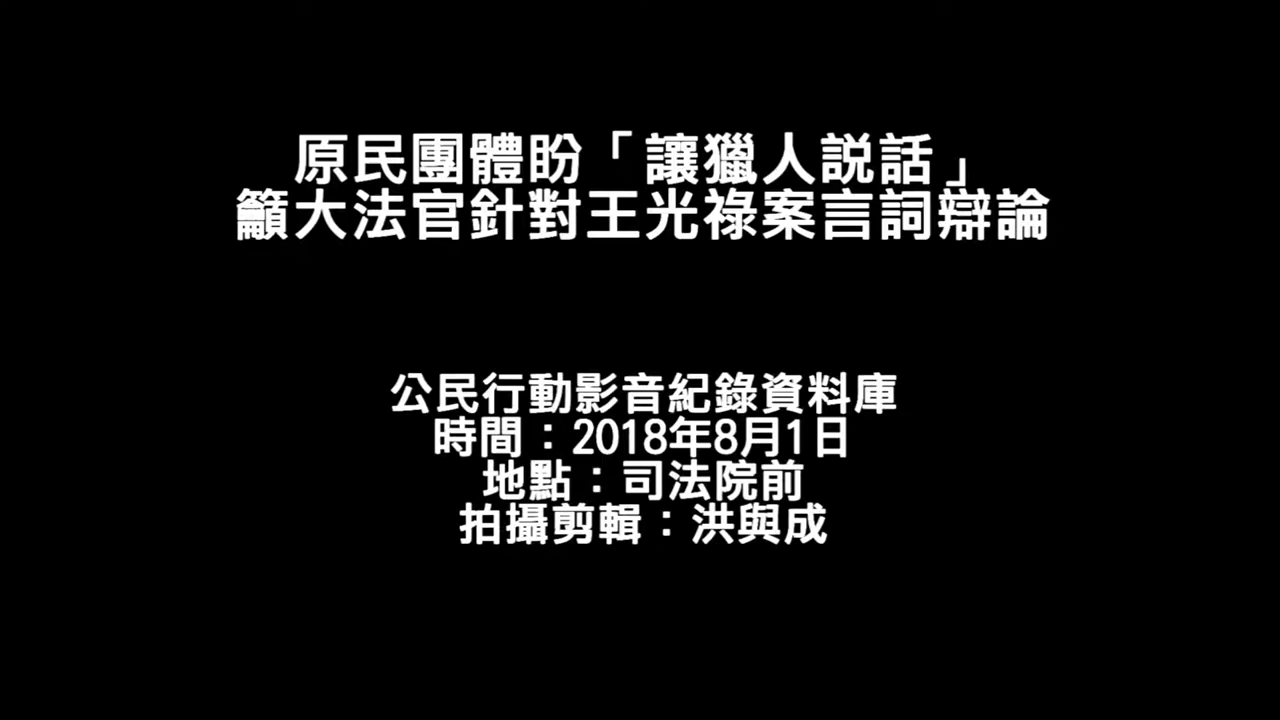 原民團體盼「讓獵人説話」
籲大法官針對王光祿案言詞辯論
公民行動影音紀錄資料庫
時間：2018年8月1日
地點：司法院前
拍攝剪輯：洪與成